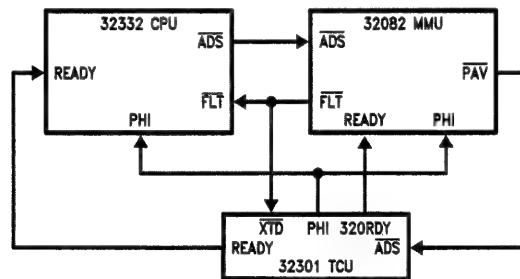 32332 CPU
ADS
READY
FLT
PHI
32082 MMU
ADS
PAV
FLT
READY
PHI
XTD
PHI
320RDY
READY
ADS
32301 TCU